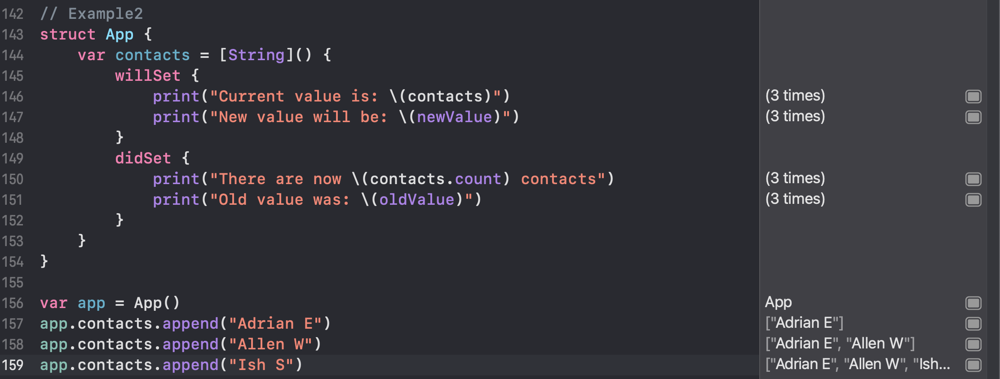 142 // Example2
143 struct App {
144 var contacts = [String]() {
145 willSet {
146 print("Current value is: \(contacts)") (3 times)
147 print("New value will be: \(newValue)") (3 times)
148 }
149 didSet {
150 print("There are now \(contacts.count) contacts") (3 times)
151 print("Old value was: \(oldValue)") (3 times)
152 }
153 }
154 }
155
156 var app = App() App
157 app.contacts.append("Adrian E") ["Adrian E"]
158 app.contacts.append("Allen W") ["Adrian E", "Allen W"]
159 app.contacts.append("Ish S") ["Adrian E", "Allen W", "Ish...